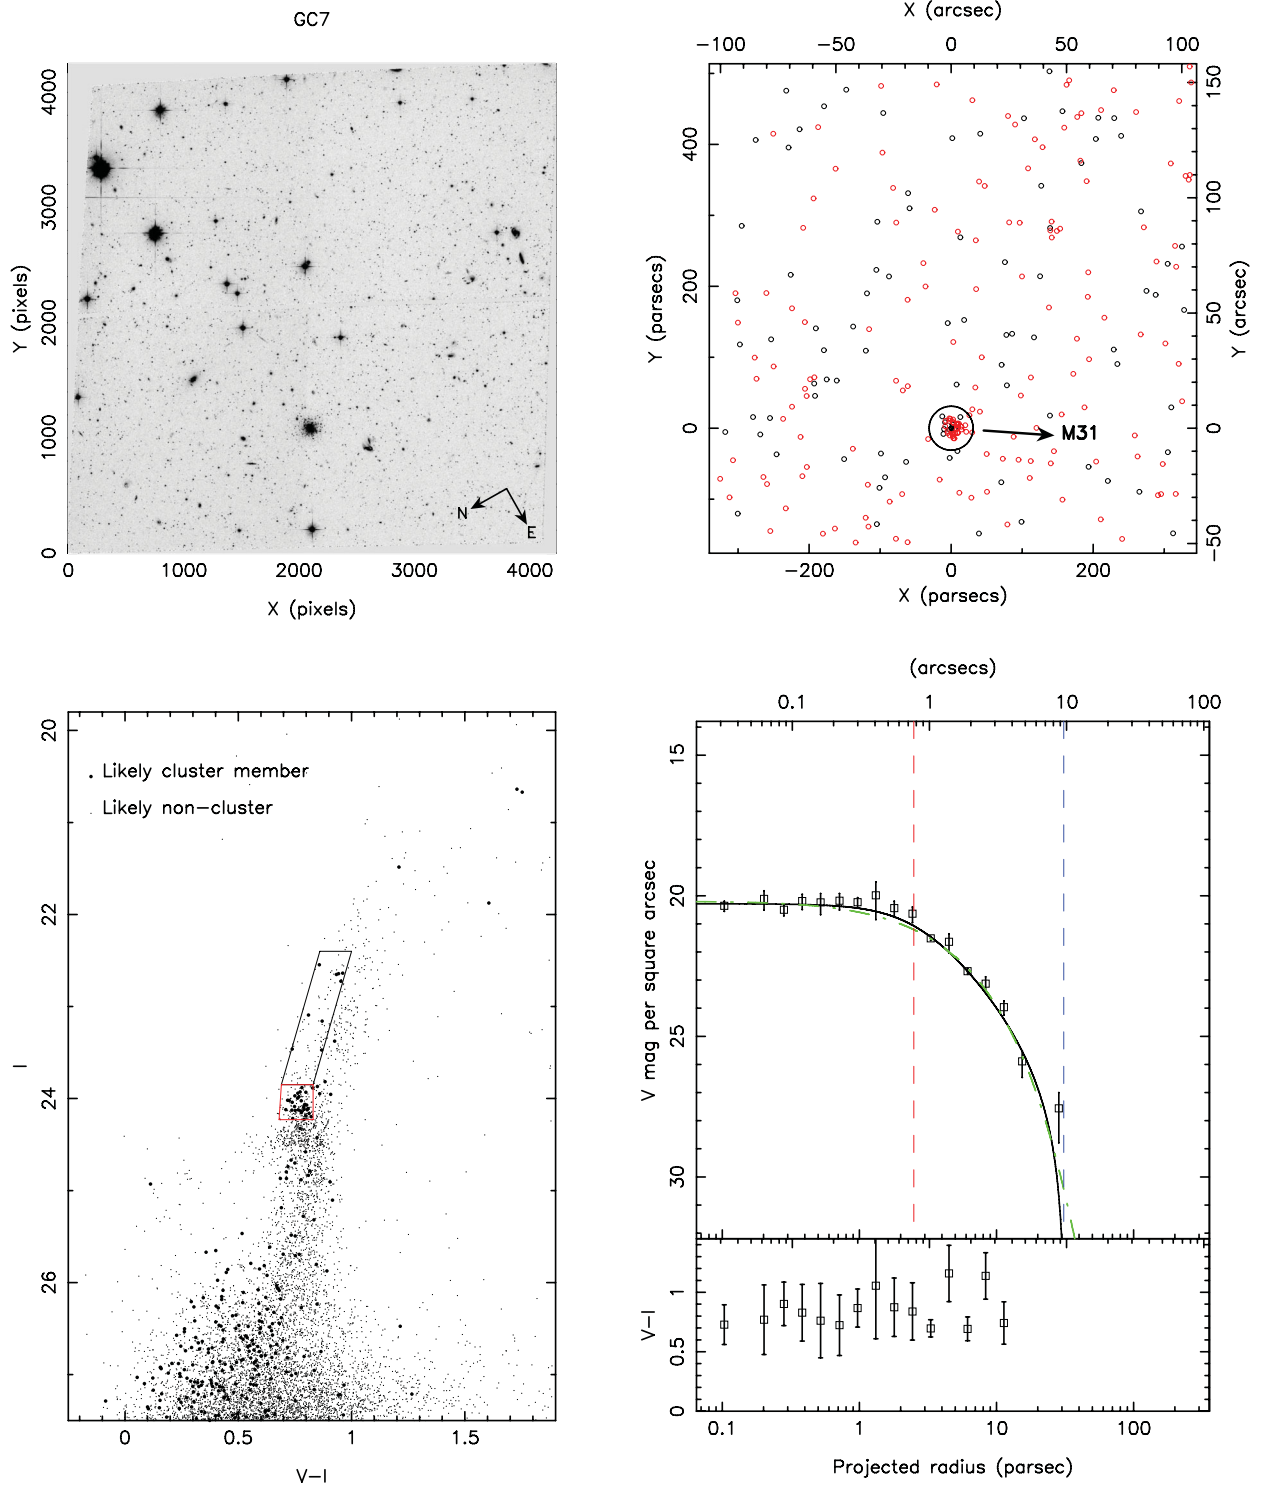 GC7
4000
3000
2000
1000
0
Y (pixels)
0 1000 2000 3000 4000
X (pixels)
N
E
X (arcsec)
−100 −50 0 50 100
400
200
0
Y (parsecs)
150
100
50
0
−50
Y (arcsec)
M31
−200 0 200
X (parsecs)
20
22
24
26
I
Likely cluster member
Likely non−cluster
0 0.5 1 1.5
V−I
(arcsecs)
0.1 1 10 100
15
20
25
30
V mag per square arcsec
1
0.5
0
V−I
0.1 1 10 100
Projected radius (parsec)